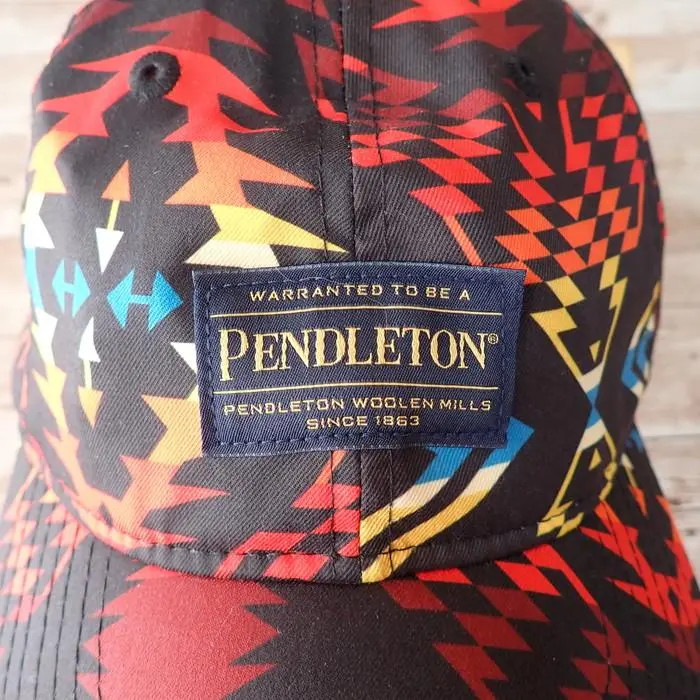 WARRANTED TO BE A
PENDLETON®
PENDLETON WOOLEN MILLS
SINCE 1863